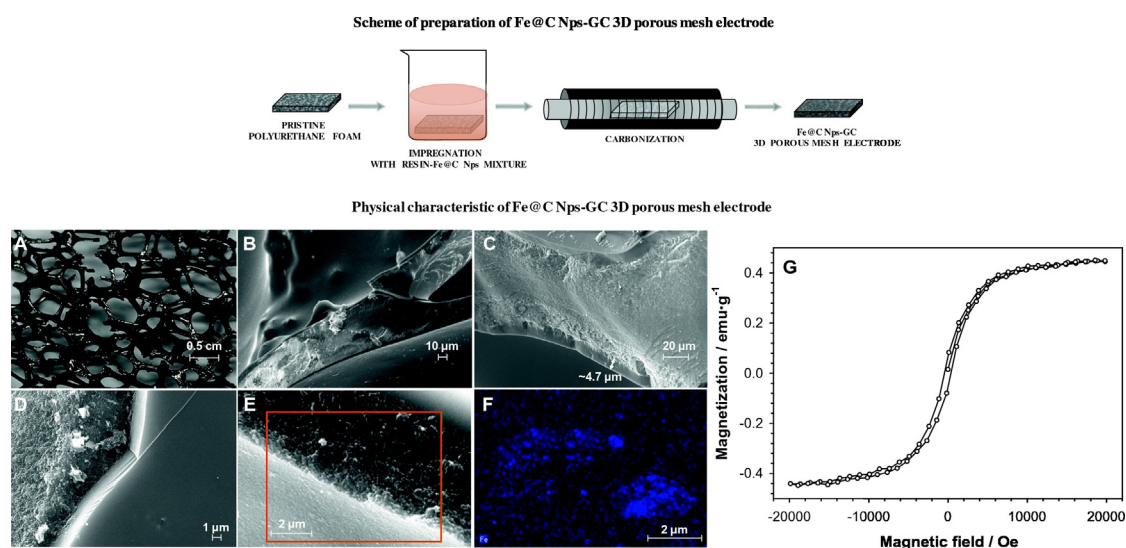 Scheme of preparation of Fe@C Nps-GC 3D porous mesh electrode
PRISTINE
POLYURETHANE FOAM
IMPREGNATION
WITH RESIN-Fe@C Nps MIXTURE
CARBONIZATION
Fe@C Nps-GC
3D POROUS MESH ELECTRODE
Physical characteristic of Fe@C Nps-GC 3D porous mesh electrode
A
0.5 cm
B
10 µm
C
20 µm
~4.7 µm
D
1 µm
E
2 µm
F
Fe
2 µm
G
Magnetization / emu·g-1
0.4
0.2
0.0
-0.2
-0.4
-20000 -10000 0 10000 20000
Magnetic field / Oe